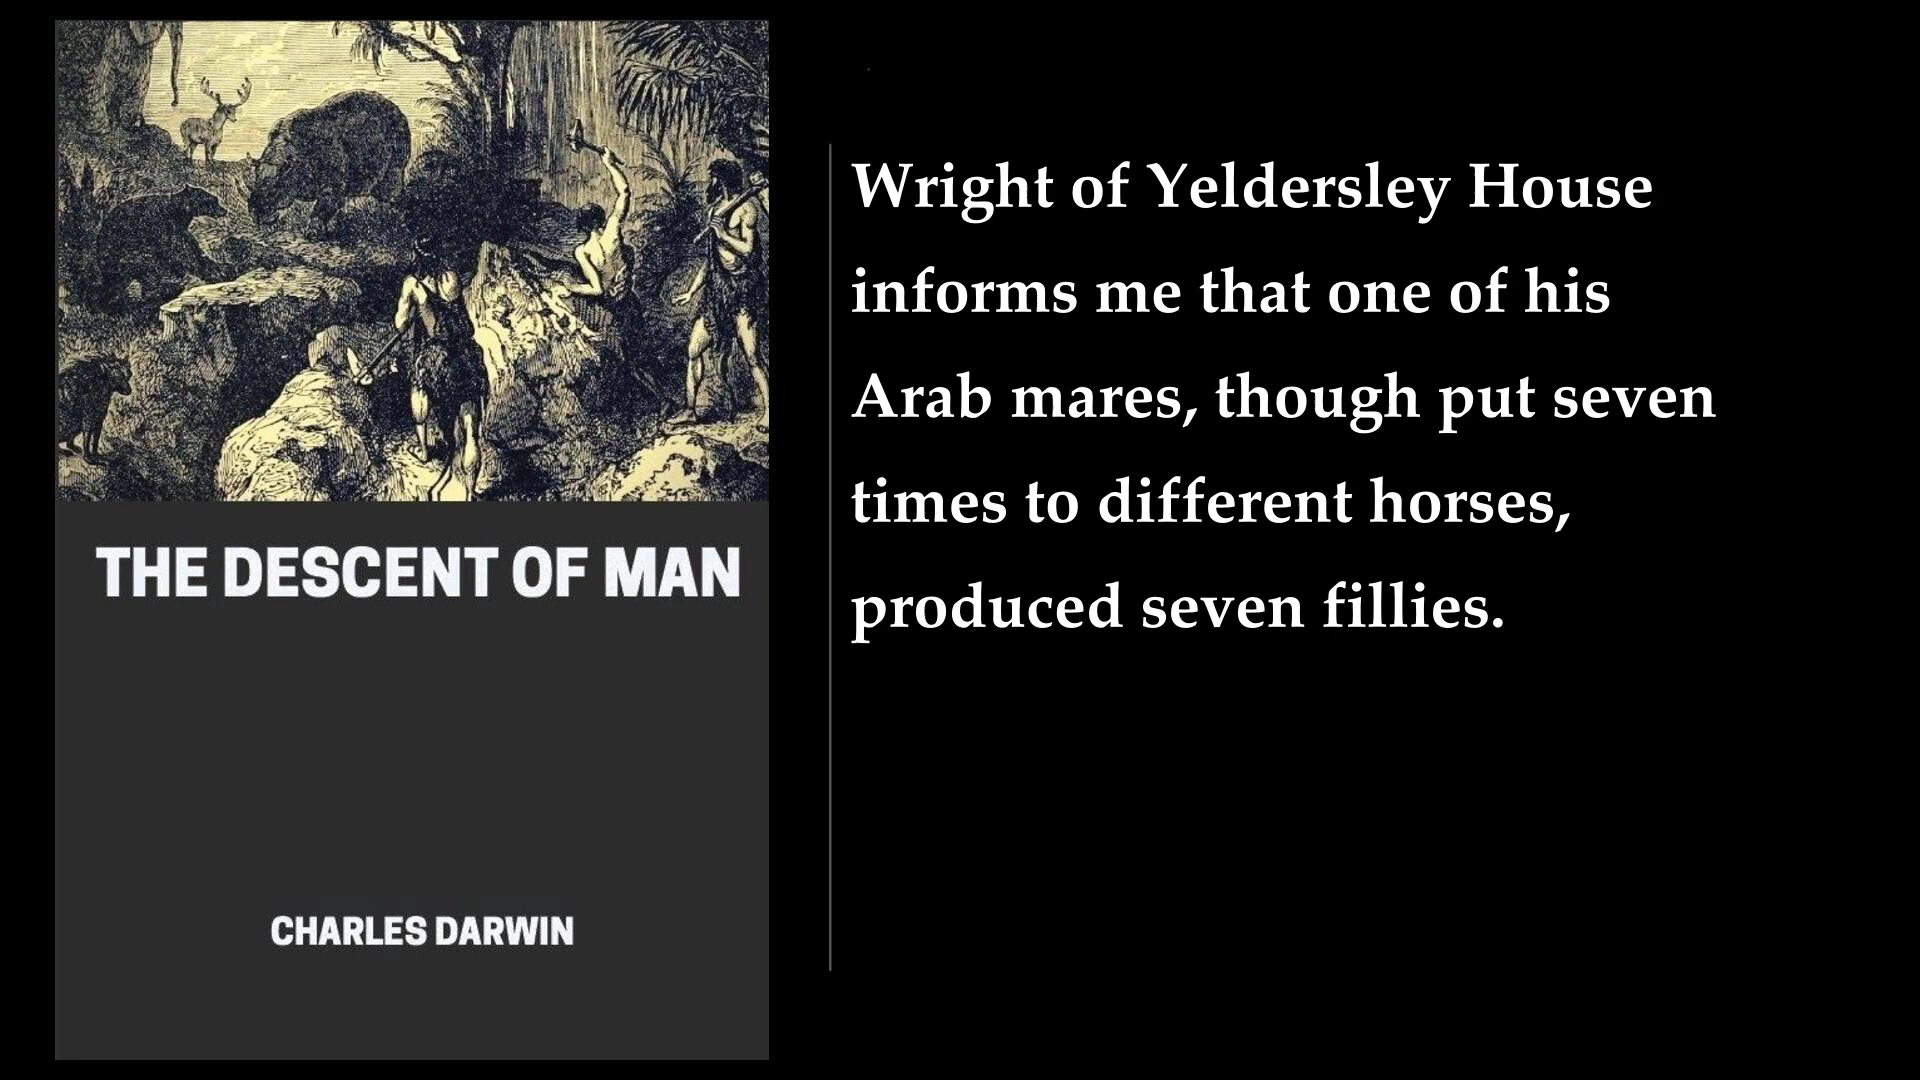 THE DESCENT OF MAN
CHARLES DARWIN
Wright of Yeldersley House
informs me that one of his
Arab mares, though put seven
times to different horses,
produced seven fillies.